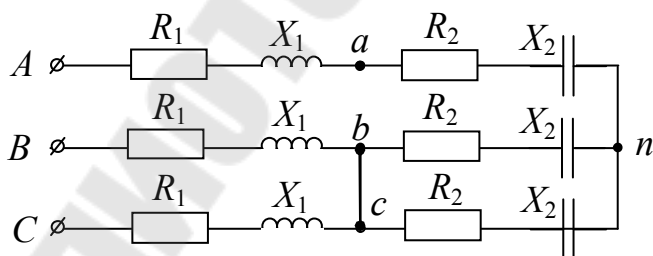 A R₁ X₁ a R₂ X₂
B R₁ X₁ b R₂ X₂ n
C R₁ X₁ c R₂ X₂